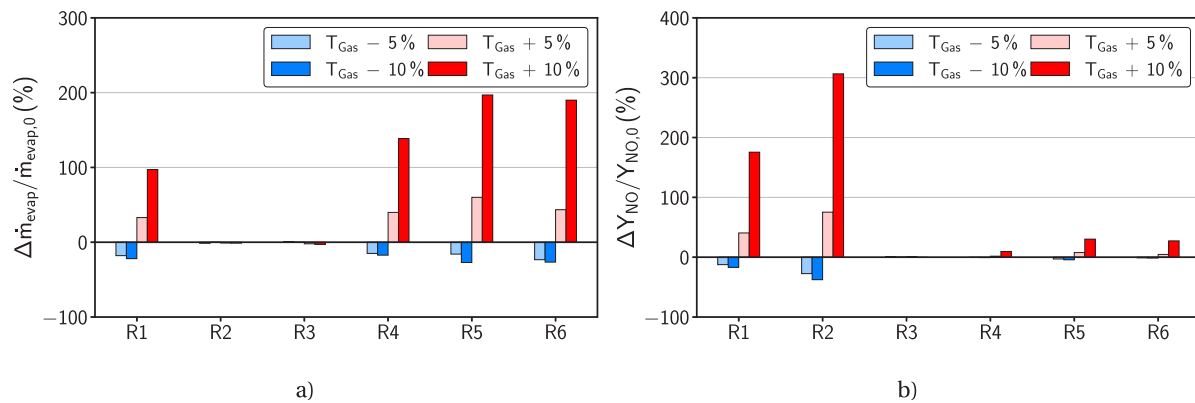 300
200
100
0
−100
Δṁevap/ṁevap,0 (%)
T_Gas − 5 %
T_Gas + 5 %
T_Gas − 10 %
T_Gas + 10 %
R1 R2 R3 R4 R5 R6
a)
400
300
200
100
0
−100
ΔY_NO/Y_NO,0 (%)
T_Gas − 5 %
T_Gas + 5 %
T_Gas − 10 %
T_Gas + 10 %
R1 R2 R3 R4 R5 R6
b)